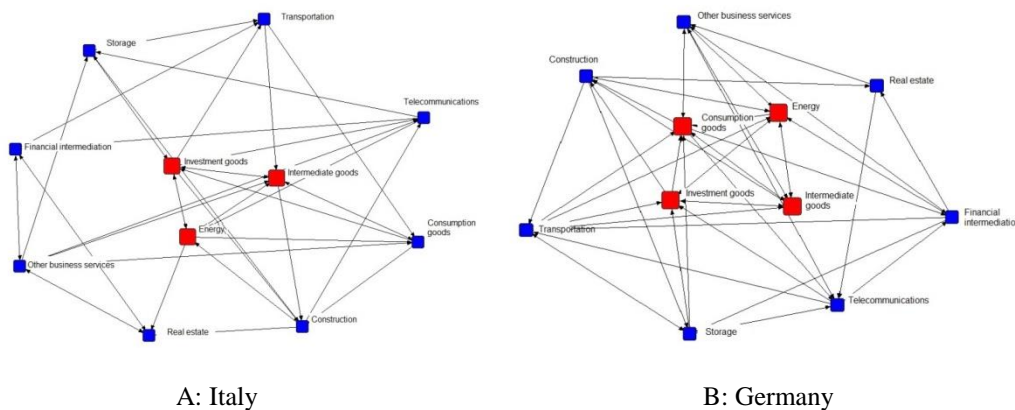 Transportation
Storage
Telecommunications
Financial intermediation
Investment goods
Intermediate goods
Energy
Consumption
goods
Other business services
Real estate
Construction
A: Italy
Other business services
Construction
Real estate
Energy
Consumption
goods
Investment goods
Intermediate
goods
Transportation
Financial
intermediation
Telecommunications
Storage
B: Germany